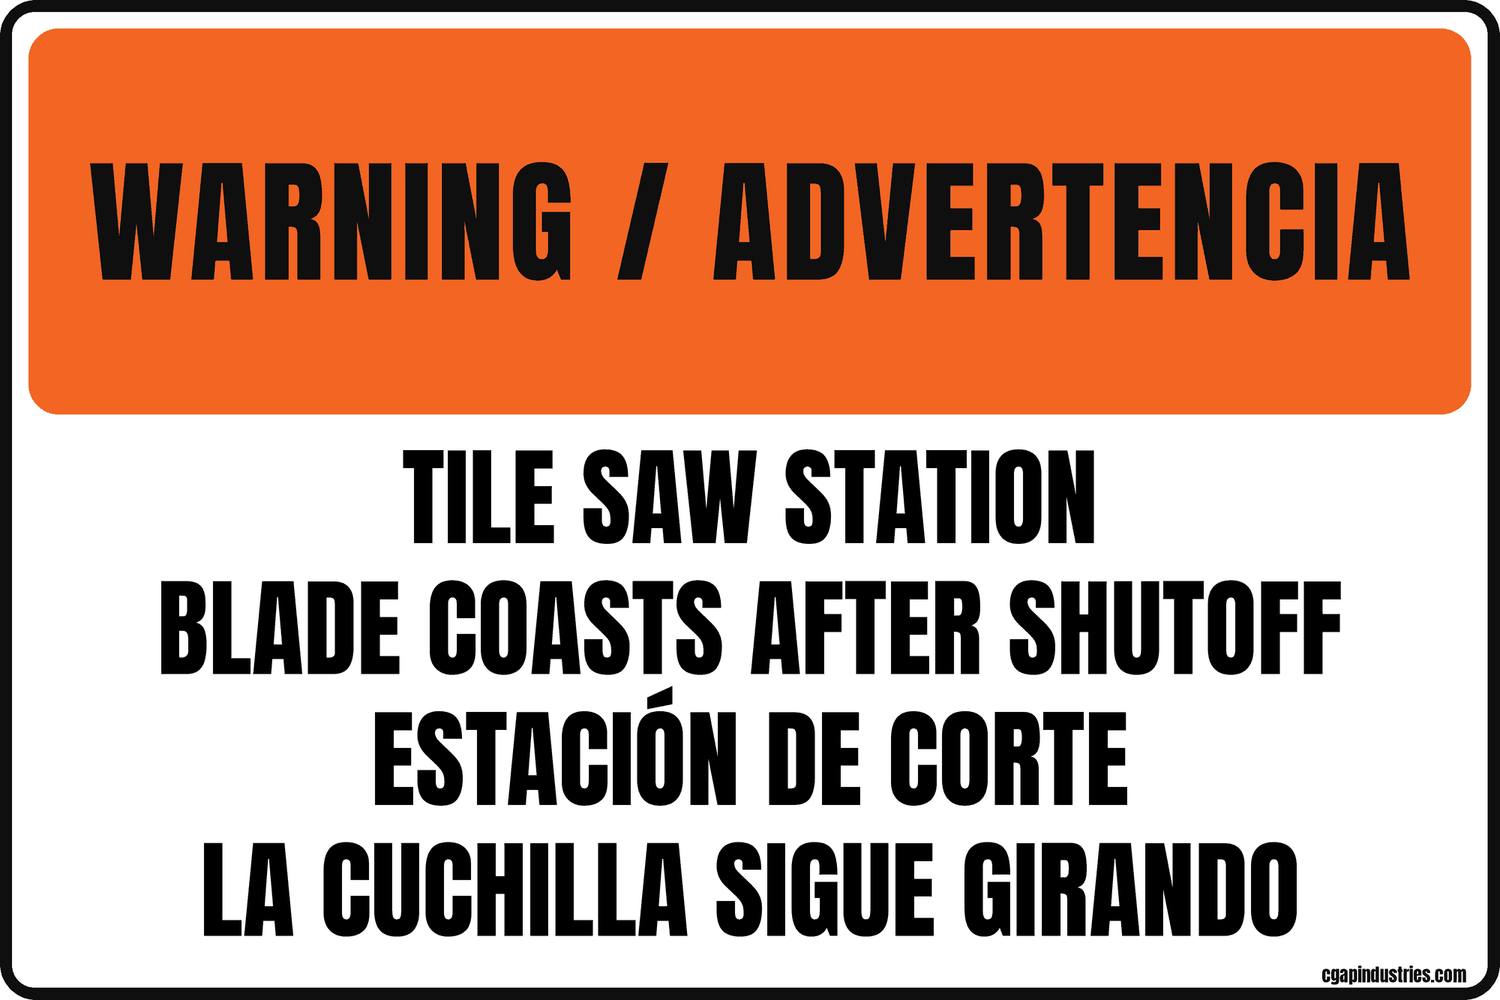 WARNING / ADVERTENCIA
TILE SAW STATION
BLADE COASTS AFTER SHUTOFF
ESTACIÓN DE CORTE
LA CUCHILLA SIGUE GIRANDO
cgapindustries.com